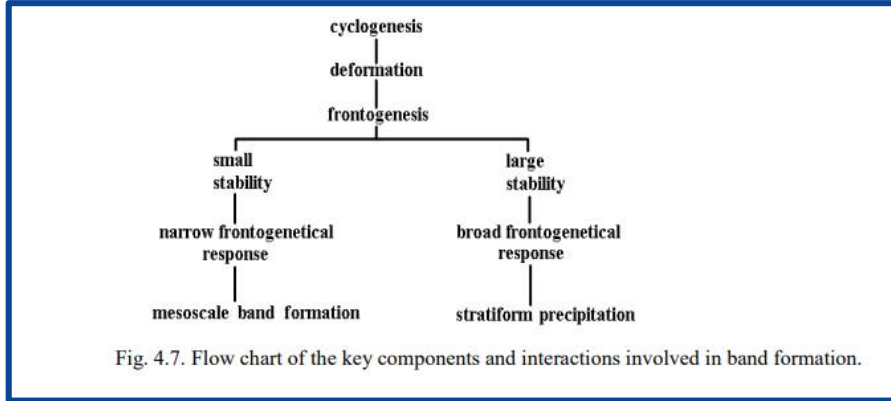 cyclogenesis
deformation
frontogenesis
small
stability
large
stability
narrow frontogenetical
response
broad frontogenetical
response
mesoscale band formation
stratiform precipitation
Fig. 4.7. Flow chart of the key components and interactions involved in band formation.